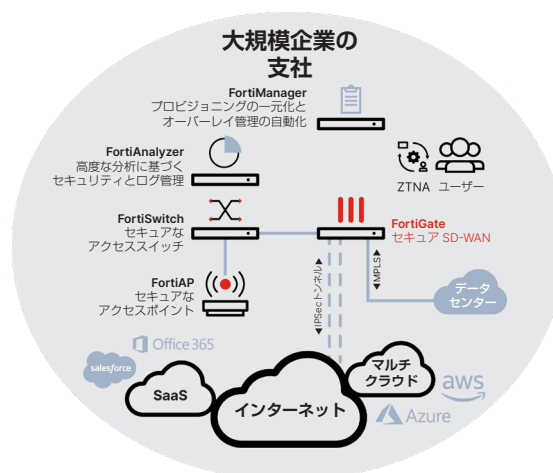 大規模企業の
支社
FortiManager
プロビジョニングの一元化と
オーバーレイ管理の自動化
FortiAnalyzer
高度な分析に基づく
セキュリティとログ管理
ZTNA
ユーザー
FortiSwitch
セキュアな
アクセススイッチ
FortiGate
セキュア SD-WAN
FortiAP
セキュアな
アクセスポイント
◀IPSecトンネル▶
◀MPLS▶
データ
センター
Office 365
salesforce
SaaS
インターネット
マルチ
クラウド
aws
Azure